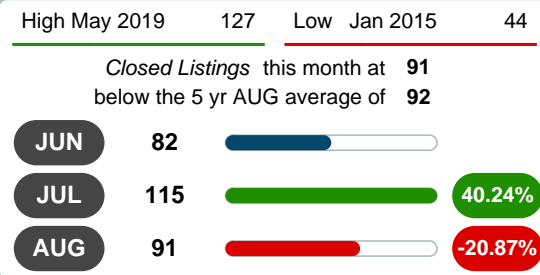 High May 2019 127 Low Jan 2015 44
Closed Listings this month at 91
below the 5 yr AUG average of 92
JUN 82
JUL 115 40.24%
AUG 91 -20.87%